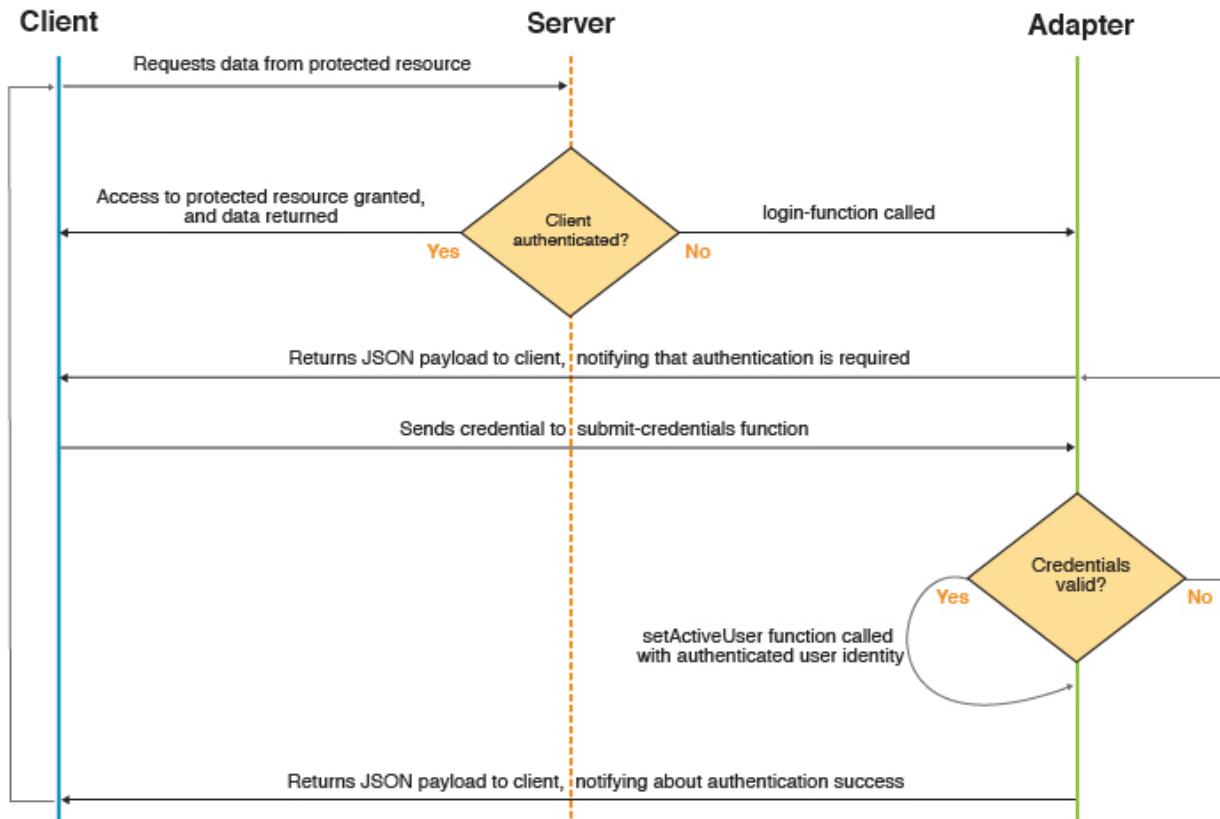 Client
Server
Adapter
Requests data from protected resource
Access to protected resource granted,
and data returned
Client
authenticated?
login-function called
Yes
No
Returns JSON payload to client, notifying that authentication is required
Sends credential to submit-credentials function
Credentials
valid?
Yes
No
setActiveUser function called
with authenticated user identity
Returns JSON payload to client, notifying about authentication success